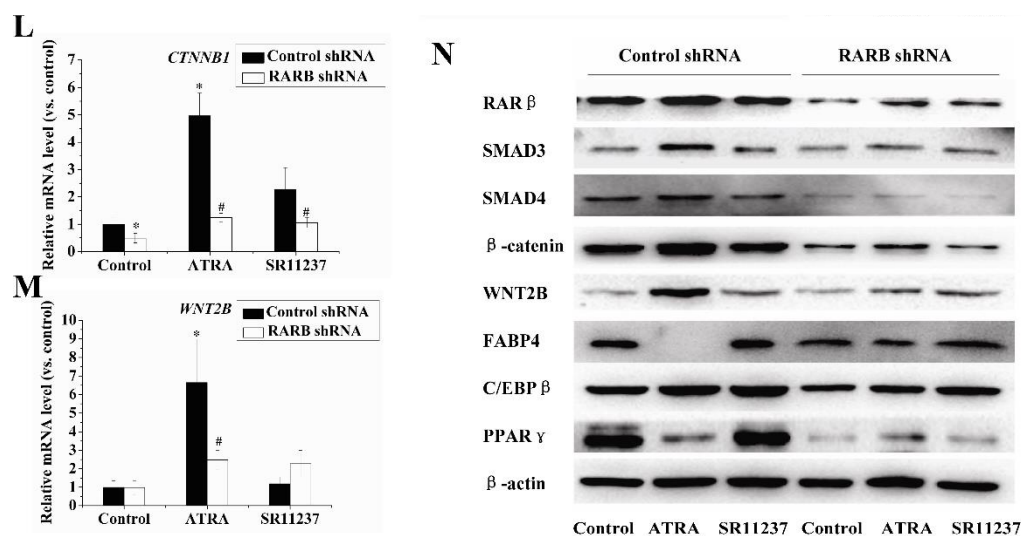 L
Relative mRNA level (vs. control)
CTNNB1
Control shRNA
RARB shRNA
7
6
5
4
3
2
1
0
*
*
#
#
Control ATRA SR11237
M
Relative mRNA level (vs. control)
WNT2B
Control shRNA
RARB shRNA
10
9
8
7
6
5
4
3
2
1
0
*
#
Control ATRA SR11237
N
Control shRNA RARB shRNA
RAR β
SMAD3
SMAD4
β-catenin
WNT2B
FABP4
C/EBP β
PPAR γ
β-actin
Control ATRA SR11237 Control ATRA SR11237